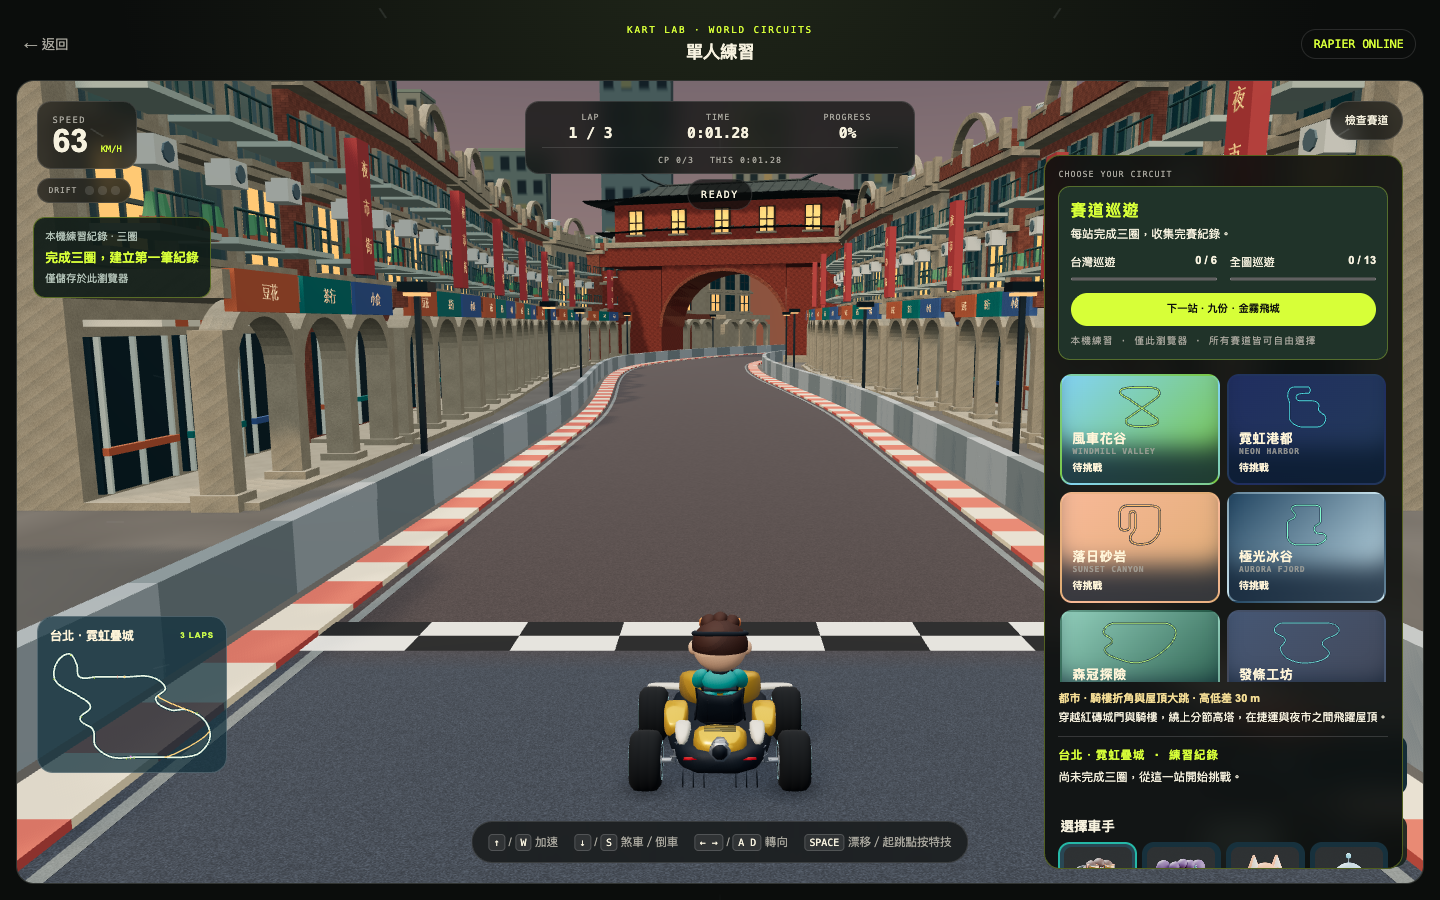 ← 返回
KART LAB · WORLD CIRCUITS
單人練習
RAPIER ONLINE
SPEED
63 KM/H
DRIFT
本機練習紀錄 · 三圈
完成三圈，建立第一筆紀錄
僅儲存於此瀏覽器
LAP TIME PROGRESS
1 / 3 0:01.28 0%
CP 0/3 THIS 0:01.28
READY
檢查賽道
夜市
夜市街
豆花
茶行
CHOOSE YOUR CIRCUIT
賽道巡遊
每站完成三圈，收集完賽紀錄。
台灣巡遊 0 / 6 全圖巡遊 0 / 13
下一站 · 九份 · 金霧飛城
本機練習 · 僅此瀏覽器 · 所有賽道皆可自由選擇
風車花谷
WINDMILL VALLEY
待挑戰
霓虹港都
NEON HARBOR
待挑戰
落日砂岩
SUNSET CANYON
待挑戰
極光冰谷
AURORA FJORD
待挑戰
森冠探險
發條工坊
都市 · 騎樓折角與屋頂大跳 · 高低差 30 m
穿越紅磚城門與騎樓，繞上分節高塔，在捷運與夜市之間飛躍屋頂。
台北 · 霓虹疊城 · 練習紀錄
尚未完成三圈，從這一站開始挑戰。
選擇車手
台北 · 霓虹疊城 3 LAPS
↑ / W 加速 ↓ / S 煞車 / 倒車 ← → / A D 轉向 SPACE 漂移 / 起跳點按特技